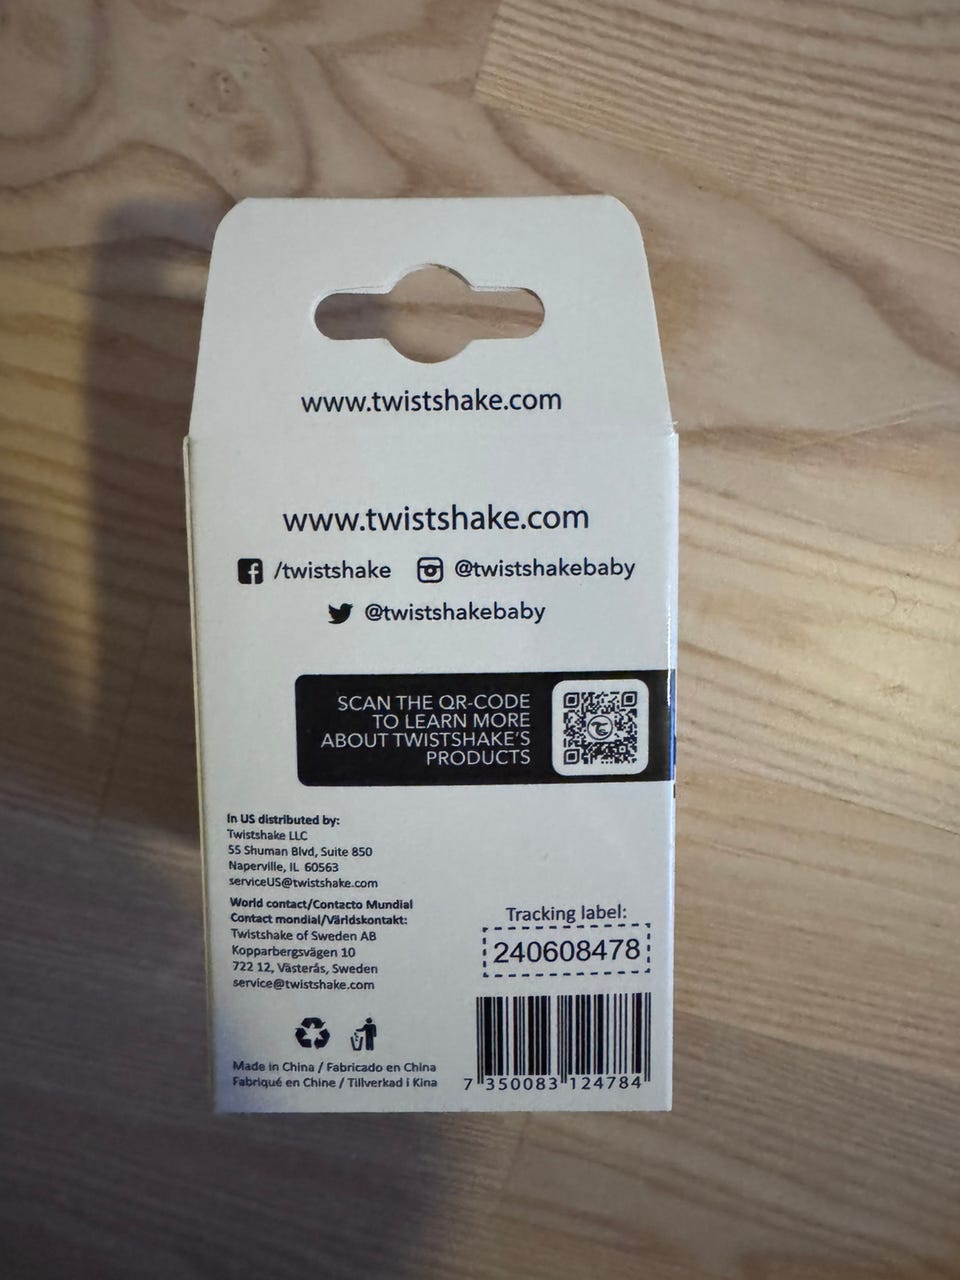 www.twistshake.com
www.twistshake.com
/twistshake @twistshakebaby
@twistshakebaby
SCAN THE QR-CODE
TO LEARN MORE
ABOUT TWISTSHAKE'S
PRODUCTS
In US distributed by:
Twistshake LLC
55 Shuman Blvd, Suite 850
Naperville, IL 60563
serviceUS@twistshake.com
World contact/Contacto Mundial
Contact mondial/Världskontakt:
Twistshake of Sweden AB
Kopparbergsvägen 10
722 12, Västerås, Sweden
service@twistshake.com
Tracking label:
240608478
Made in China / Fabricado en China
Fabriqué en Chine / Tillverkad i Kina
7 350083 124784